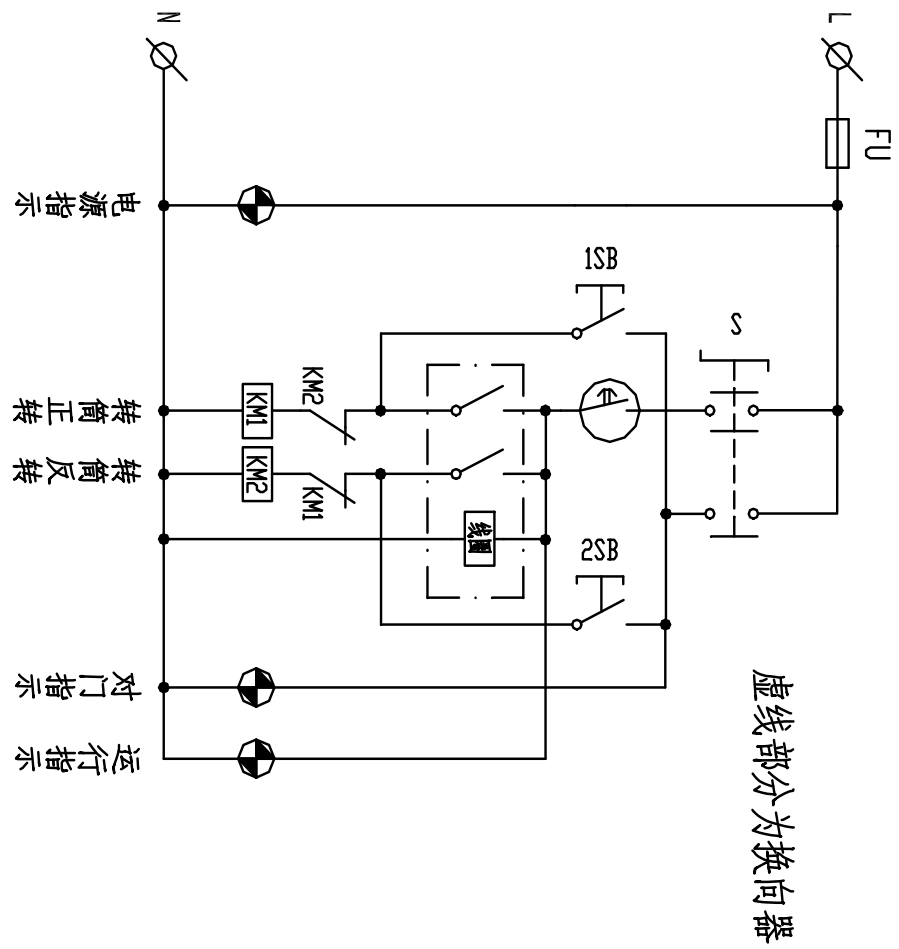 N
L
FU
电源指示
1SB
S
KM2
KM1
转筒正转
KM2
KM1
转筒反转
线圈
2SB
对门指示
运行指示
虚线部分为换向器